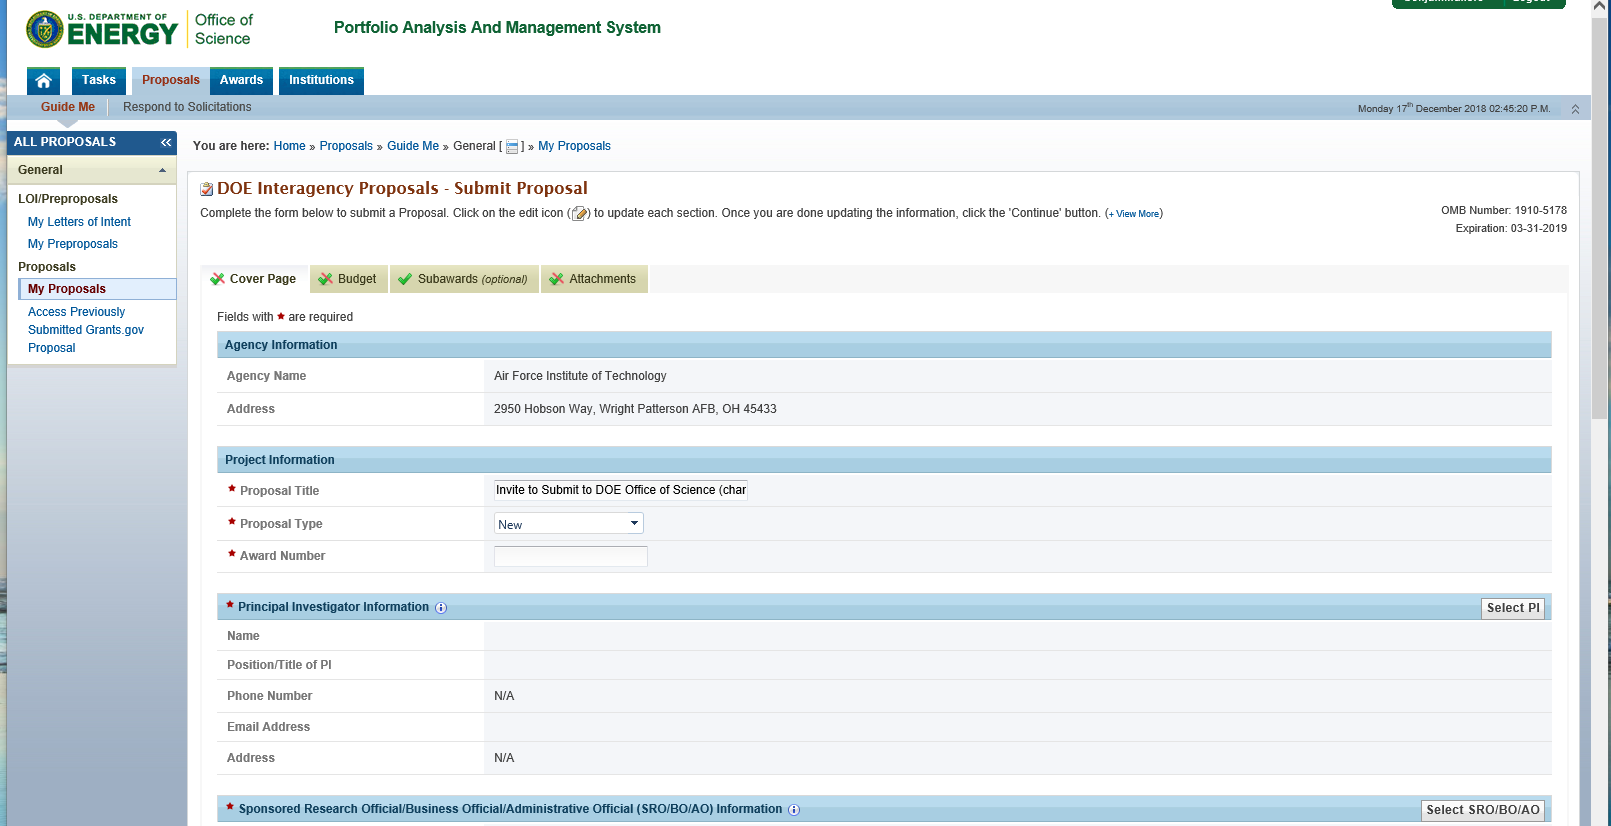 U.S. DEPARTMENT OF
ENERGY
Office of
Science
Portfolio Analysis And Management System
Tasks
Proposals
Awards
Institutions
Guide Me
Respond to Solicitations
Monday 17th December 2018 02:45:20 P.M.
ALL PROPOSALS «
General
LOI/Preproposals
My Letters of Intent
My Preproposals
Proposals
My Proposals
Access Previously
Submitted Grants.gov
Proposal
You are here: Home » Proposals » Guide Me » General [ ] » My Proposals
DOE Interagency Proposals - Submit Proposal
Complete the form below to submit a Proposal. Click on the edit icon ( ) to update each section. Once you are done updating the information, click the 'Continue' button. (+ View More)
OMB Number: 1910-5178
Expiration: 03-31-2019
Cover Page
Budget
Subawards (optional)
Attachments
Fields with * are required
Agency Information
Agency Name Air Force Institute of Technology
Address 2950 Hobson Way, Wright Patterson AFB, OH 45433
Project Information
* Proposal Title Invite to Submit to DOE Office of Science (char
* Proposal Type New
* Award Number
* Principal Investigator Information
Select PI
Name
Position/Title of PI
Phone Number N/A
Email Address
Address N/A
* Sponsored Research Official/Business Official/Administrative Official (SRO/BO/AO) Information
Select SRO/BO/AO